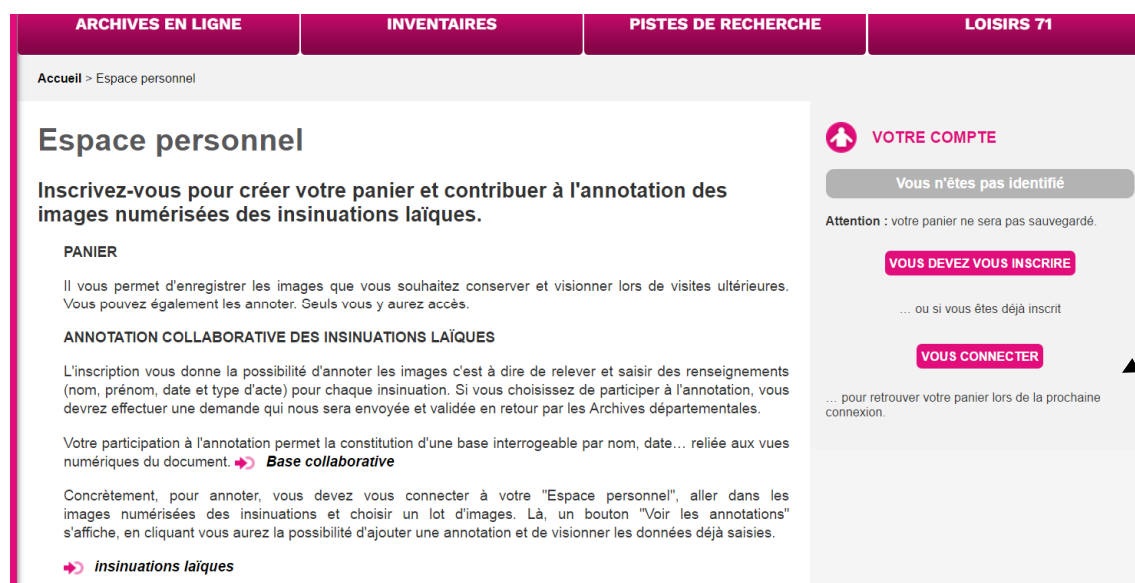 ARCHIVES EN LIGNE
INVENTAIRES
PISTES DE RECHERCHE
LOISIRS 71
Accueil > Espace personnel
Espace personnel
Inscrivez-vous pour créer votre panier et contribuer à l'annotation des
images numérisées des insinuations laïques.
PANIER
Il vous permet d'enregistrer les images que vous souhaitez conserver et visionner lors de visites ultérieures.
Vous pouvez également les annoter. Seuls vous y aurez accès.
ANNOTATION COLLABORATIVE DES INSINUATIONS LAÏQUES
L'inscription vous donne la possibilité d'annoter les images c'est à dire de relever et saisir des renseignements
(nom, prénom, date et type d'acte) pour chaque insinuation. Si vous choisissez de participer à l'annotation, vous
devrez effectuer une demande qui nous sera envoyée et validée en retour par les Archives départementales.
Votre participation à l'annotation permet la constitution d'une base interrogeable par nom, date… reliée aux vues
numériques du document. Base collaborative
Concrètement, pour annoter, vous devez vous connecter à votre "Espace personnel", aller dans les
images numérisées des insinuations et choisir un lot d'images. Là, un bouton "Voir les annotations"
s'affiche, en cliquant vous aurez la possibilité d'ajouter une annotation et de visionner les données déjà saisies.
insinuations laïques
VOTRE COMPTE
Vous n'êtes pas identifié
Attention : votre panier ne sera pas sauvegardé.
VOUS DEVEZ VOUS INSCRIRE
… ou si vous êtes déjà inscrit
VOUS CONNECTER
… pour retrouver votre panier lors de la prochaine
connexion.